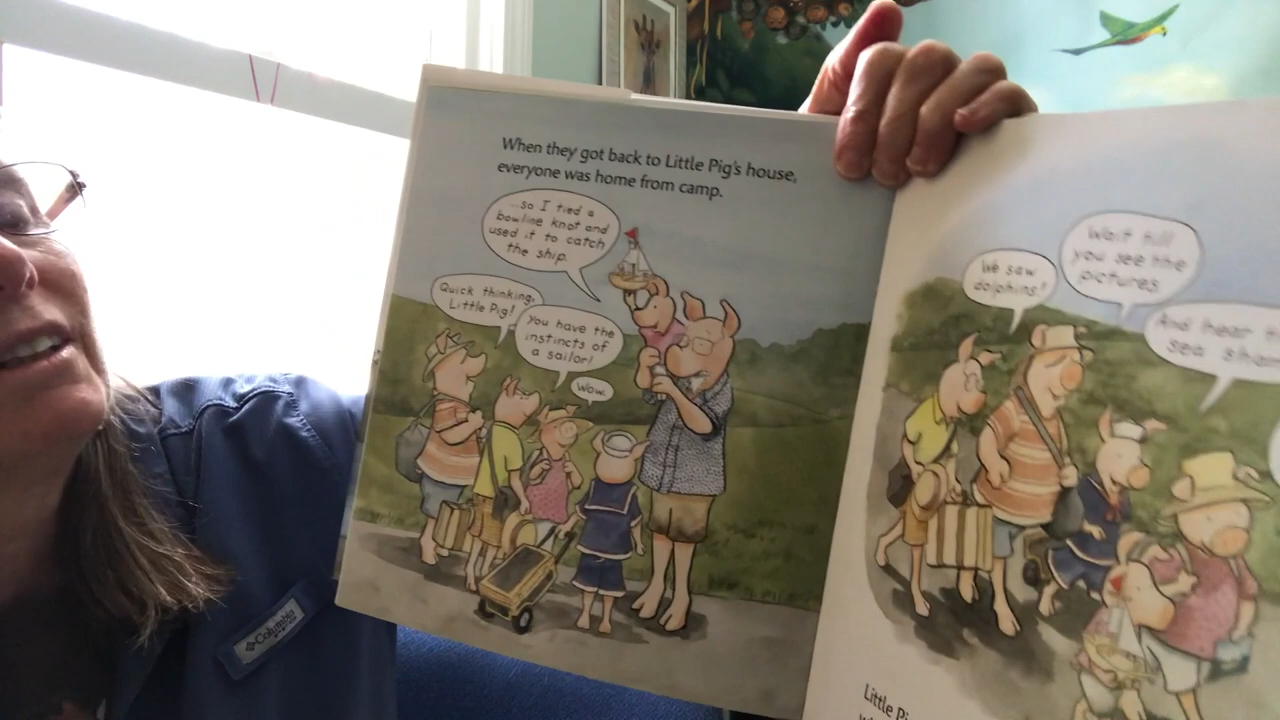 When they got back to Little Pig's house,
everyone was home from camp.
...so I tied a
bowline knot and
used it to catch
the ship.
Quick thinking,
Little Pig!
You have the
instincts of
a sailor!
Wow.
We saw
dolphins!
Wait till
you see the
pictures
And hear
sea
Little
Columbia